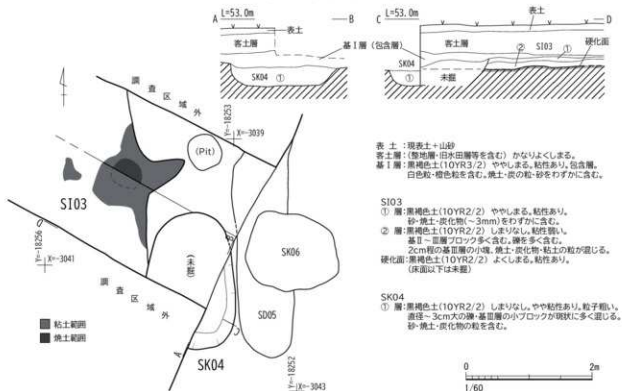 A L=53.0m B
C L=53.0m D
表土
客土層
基Ⅰ層(包含層)
SK04 ①
表土
客土層
SI03
硬化面
② ①
SK04
①
未掘
調査区域外
Y=-18253
X=-3039
(Pit)
SI03
Y=-18256
X=-3041
(未掘)
SK06
SD05
調査区域外
SK04
A
Y=-18252
X=-3043
粘土範囲
焼土範囲
表 土:現表土+山砂
客土層:(整地層・旧水田層等を含む)かなりよくしまる。
基Ⅰ層:黒褐色土(10YR3/2) ややしまる。粘性あり。包含層。
白色粒・橙色粒を含む。焼土・炭の粒・砂をわずかに含む。
SI03
① 層:黒褐色土(10YR2/2) ややしまる。粘性あり。
砂・焼土・炭化物(~3mm)をわずかに含む。
② 層:黒褐色土(10YR2/2) しまりなし。粘性弱い。
基Ⅱ~Ⅲ層ブロック多く含む。礫を多く含む。
2cm程の基Ⅲ層の小塊、焼土・炭化物・粘土の粒が混じる。
硬化面:黒褐色土(10YR2/2) よくしまる。粘性あり。
(床面以下は未掘)
SK04
① 層:黒褐色土(10YR2/2) しまりなし。やや粘性あり。粒子粗い。
直径~3cm大の礫・基Ⅲ層の小ブロックが斑状に多く混じる。
砂・焼土・炭化物の粒を含む。
0 2m
1/60